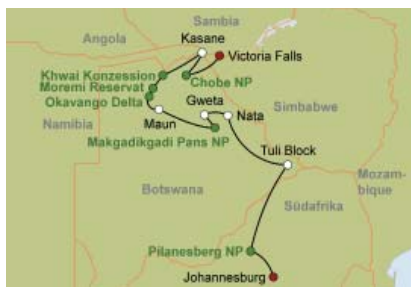 Sambia
Angola
Kasane
Victoria Falls
Khwai Konzession
Chobe NP
Moremi Reservat
Gweta
Okavango Delta
Simbabwe
Nata
Namibia
Maun
Makgadikgadi Pans NP
Tuli Block
Mozam-
bique
Botswana
Südafrika
Pilanesberg NP
Johannesburg